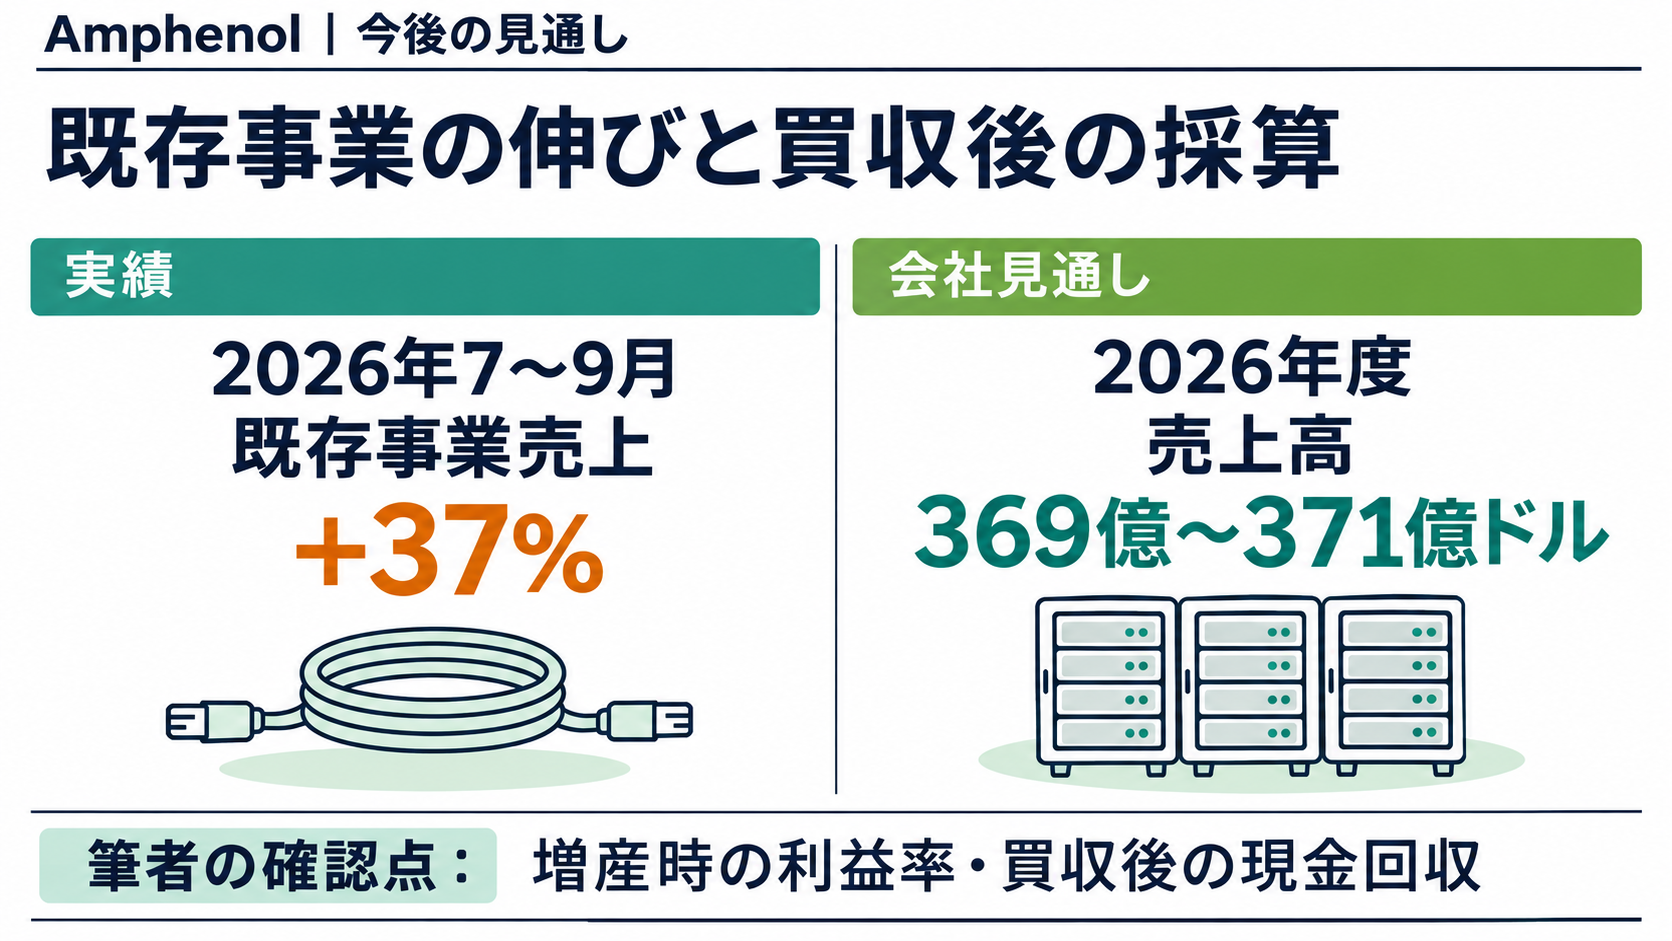 Amphenol｜今後の見通し
既存事業の伸びと買収後の採算
実績
2026年7〜9月
既存事業売上
+37%
会社見通し
2026年度
売上高
369億〜371億ドル
筆者の確認点：
増産時の利益率・買収後の現金回収